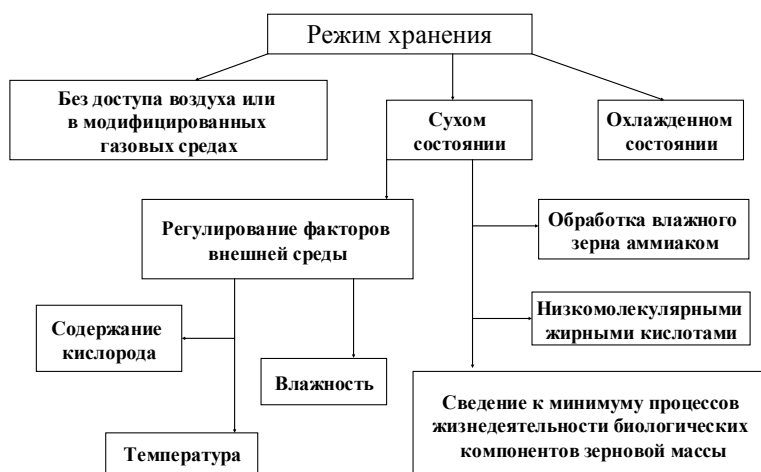 Режим хранения
Без доступа воздуха или
в модифицированных
газовых средах
Сухом
состоянии
Охлажденном
состоянии
Регулирование факторов
внешней среды
Обработка влажного
зерна аммиаком
Содержание
кислорода
Низкомолекулярными
жирными кислотами
Влажность
Сведение к минимуму процессов
жизнедеятельности биологических
компонентов зерновой массы
Температура